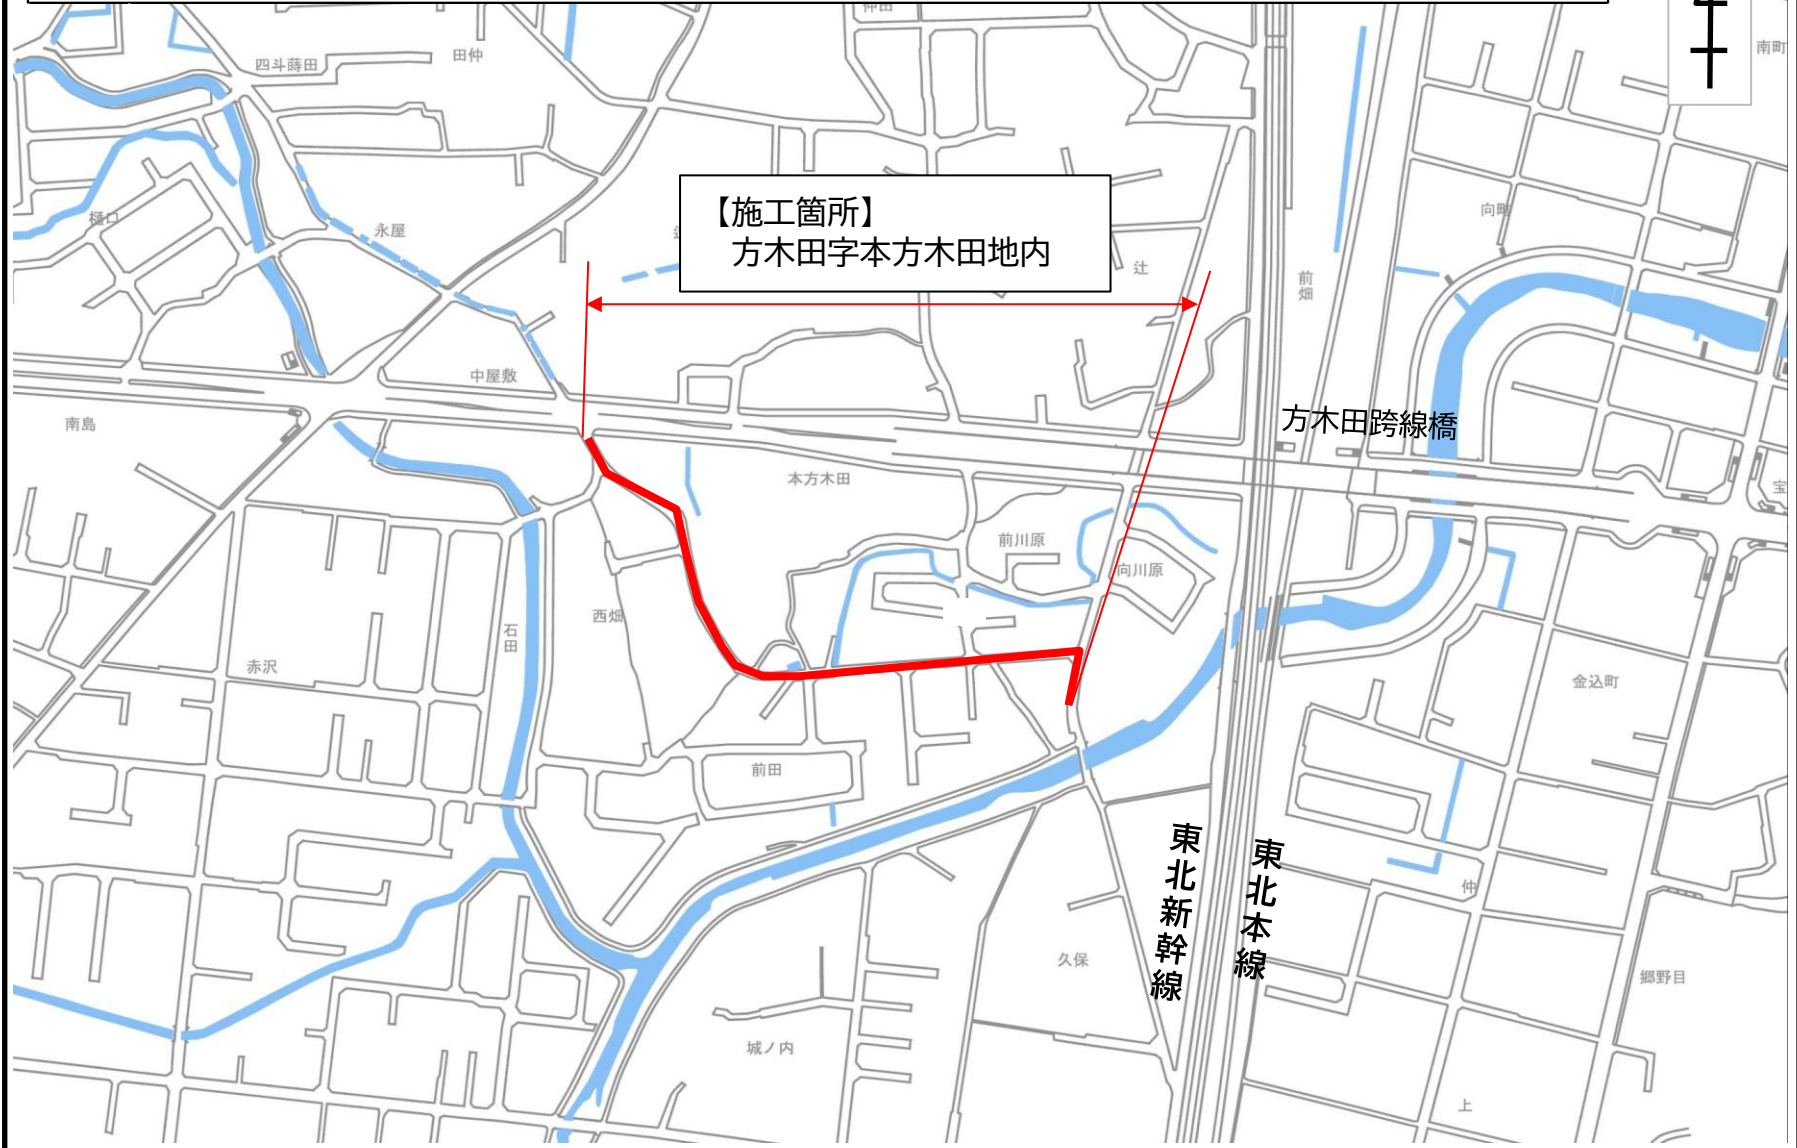 仲田
南町
四斗蒔田
田仲
樋口
永屋
【施工箇所】
方木田字本方木田地内
辻
前畑
向町
中屋敷
南島
方木田跨線橋
本方木田
宝
前川原
向川原
西畑
石田
赤沢
金込町
前田
東北新幹線
東北本線
仲
久保
郷野目
城ノ内
上